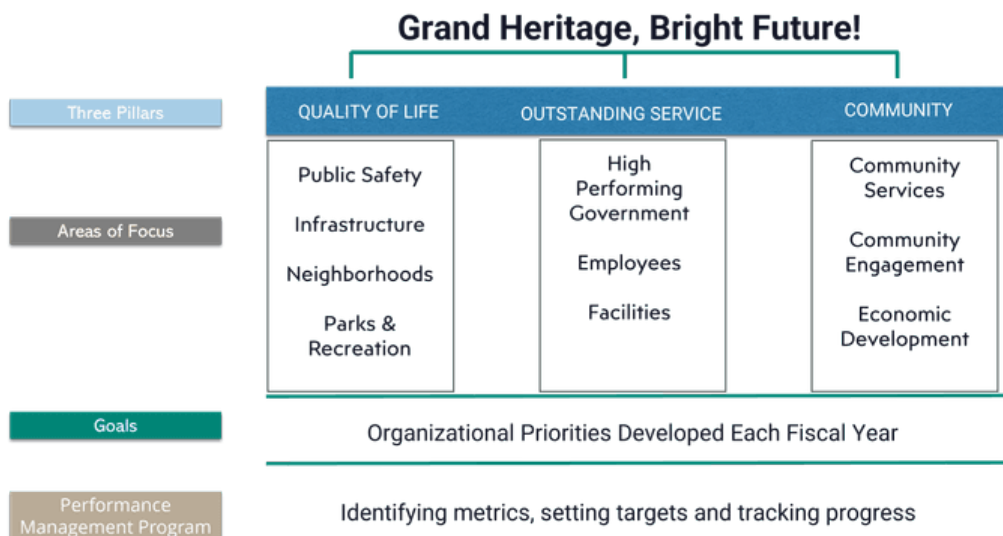 Grand Heritage, Bright Future!
Three Pillars
QUALITY OF LIFE
OUTSTANDING SERVICE
COMMUNITY
Areas of Focus
Public Safety
Infrastructure
Neighborhoods
Parks &
Recreation
High
Performing
Government
Employees
Facilities
Community
Services
Community
Engagement
Economic
Development
Goals
Organizational Priorities Developed Each Fiscal Year
Performance
Management Program
Identifying metrics, setting targets and tracking progress